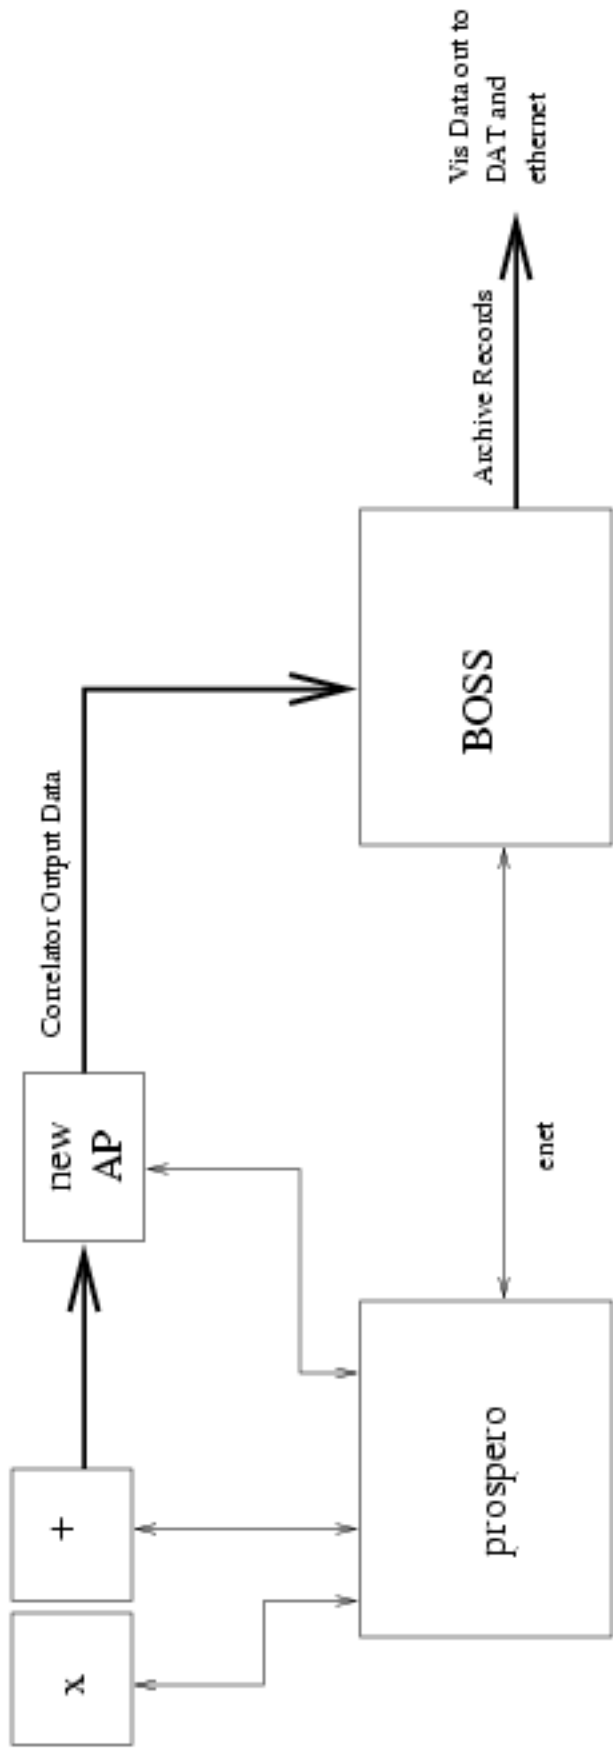 x
+
new
AP
Correlator Output Data
prospero
enet
BOSS
Archive Records
Vis Data out to
DAT and
ethernet